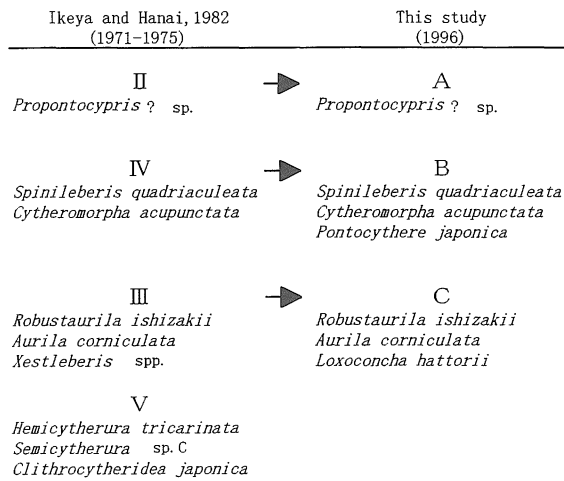 Ikeya and Hanai,1982 This study
(1971-1975) (1996)
II A
Propontocypris ? sp. Propontocypris ? sp.
IV B
Spinileberis quadriaculeata Spinileberis quadriaculeata
Cytheromorpha acupunctata Cytheromorpha acupunctata
Pontocythere japonica
III C
Robustaurila ishizakii Robustaurila ishizakii
Aurila corniculata Aurila corniculata
Xestleberis spp. Loxoconcha hattorii
V
Hemicytherura tricarinata
Semicytherura sp. C
Clithrocytheridea japonica